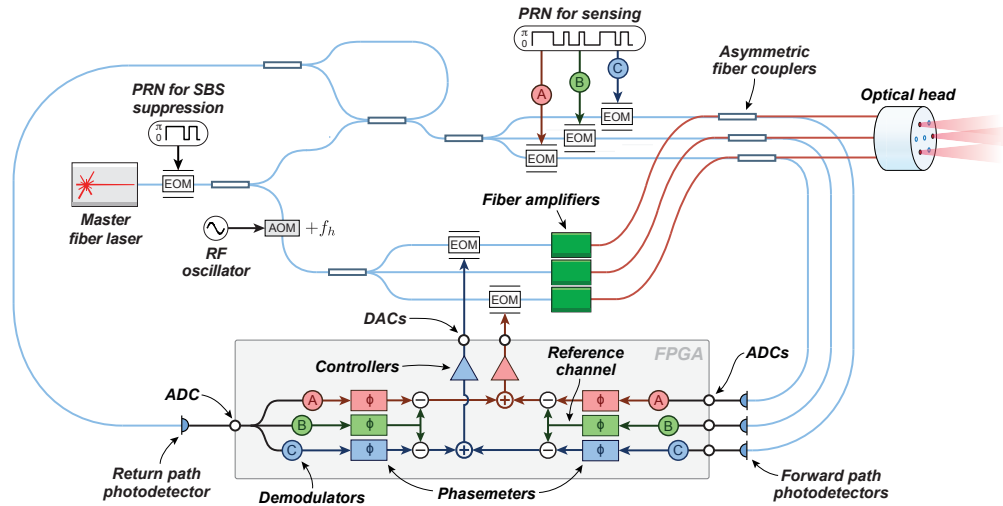 PRN for sensing
π
0
A
B
C
EOM
EOM
EOM
Asymmetric
fiber couplers
Optical head
PRN for SBS
suppression
π
0
EOM
Master
fiber laser
AOM
+f_h
RF
oscillator
Fiber amplifiers
EOM
EOM
DACs
Controllers
Reference
channel
FPGA
ADCs
ADC
A
ϕ
−
+
−
ϕ
A
B
ϕ
ϕ
B
C
ϕ
−
+
−
ϕ
C
Return path
photodetector
Demodulators
Phasemeters
Forward path
photodetectors